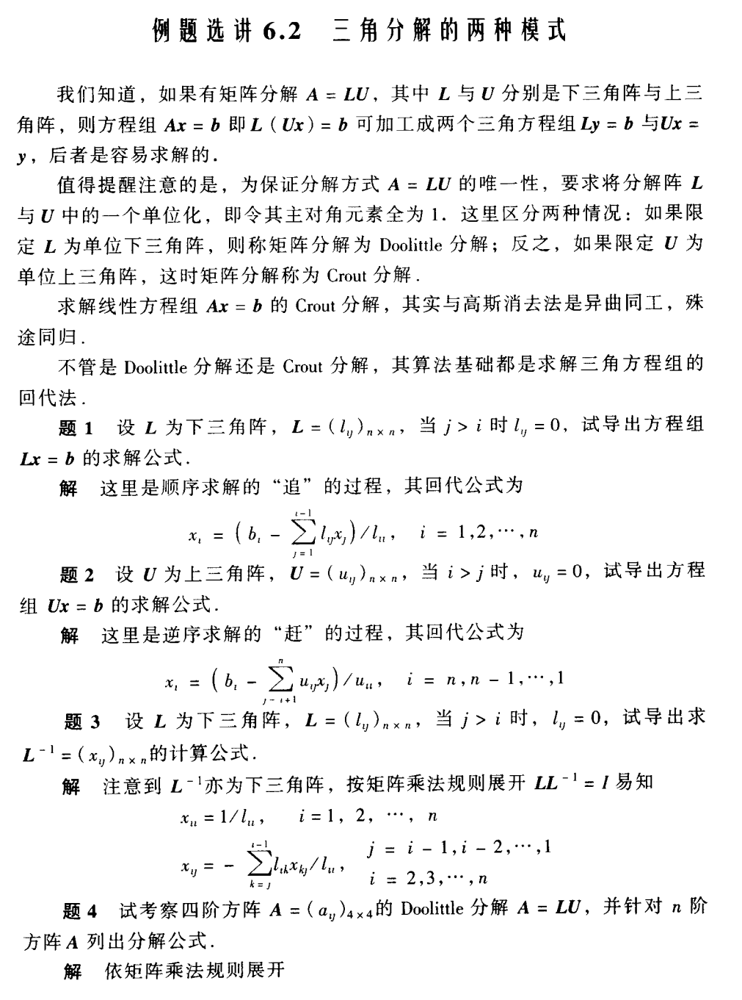 例题选讲6.2 三角分解的两种模式
我们知道，如果有矩阵分解 A = LU，其中 L 与 U 分别是下三角阵与上三
角阵，则方程组 Ax = b 即 L ( Ux ) = b 可加工成两个三角方程组 Ly = b 与Ux =
y，后者是容易求解的．
值得提醒注意的是，为保证分解方式 A = LU 的唯一性，要求将分解阵 L
与 U 中的一个单位化，即令其主对角元素全为 1．这里区分两种情况：如果限
定 L 为单位下三角阵，则称矩阵分解为 Doolittle 分解；反之，如果限定 U 为
单位上三角阵，这时矩阵分解称为 Crout 分解．
求解线性方程组 Ax = b 的 Crout 分解，其实与高斯消去法是异曲同工，殊
途同归．
不管是 Doolittle 分解还是 Crout 分解，其算法基础都是求解三角方程组的
回代法．
题 1 设 L 为下三角阵，L = ( l_{ij} )_{n×n}，当 j > i 时 l_{ij} = 0，试导出方程组
Lx = b 的求解公式．
解 这里是顺序求解的“追”的过程，其回代公式为
x_i = ( b_i - \sum_{j=1}^{i-1} l_{ij}x_j ) / l_{ii}， i = 1,2,⋯,n
题 2 设 U 为上三角阵，U = ( u_{ij} )_{n×n}，当 i > j 时，u_{ij} = 0，试导出方程
组 Ux = b 的求解公式．
解 这里是逆序求解的“赶”的过程，其回代公式为
x_i = ( b_i - \sum_{j=i+1}^{n} u_{ij}x_j ) / u_{ii}， i = n,n - 1,⋯,1
题 3 设 L 为下三角阵，L = ( l_{ij} )_{n×n}，当 j > i 时，l_{ij} = 0，试导出求
L^{-1} = ( x_{ij} )_{n×n}的计算公式．
解 注意到 L^{-1}亦为下三角阵，按矩阵乘法规则展开 LL^{-1} = I 易知
x_{ii} = 1/l_{ii}， i = 1，2，⋯，n
x_{ij} = - \sum_{k=j}^{i-1} l_{ik}x_{kj} / l_{ii}， j = i - 1,i - 2,⋯,1
i = 2,3,⋯,n
题 4 试考察四阶方阵 A = ( a_{ij} )_{4×4}的 Doolittle 分解 A = LU，并针对 n 阶
方阵 A 列出分解公式．
解 依矩阵乘法规则展开